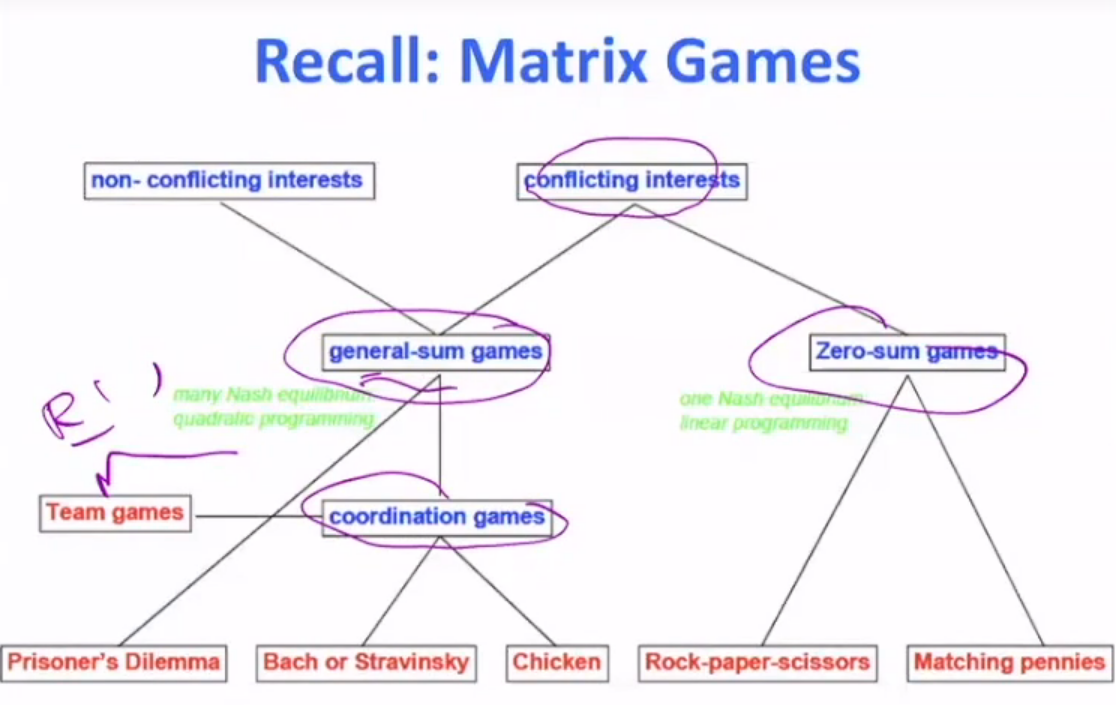 Recall: Matrix Games
non- conflicting interests
conflicting interests
general-sum games
Zero-sum games
R ( )
many Nash equilibrium
quadratic programming
one Nash equilibrium
linear programming
Team games
coordination games
Prisoner's Dilemma
Bach or Stravinsky
Chicken
Rock-paper-scissors
Matching pennies